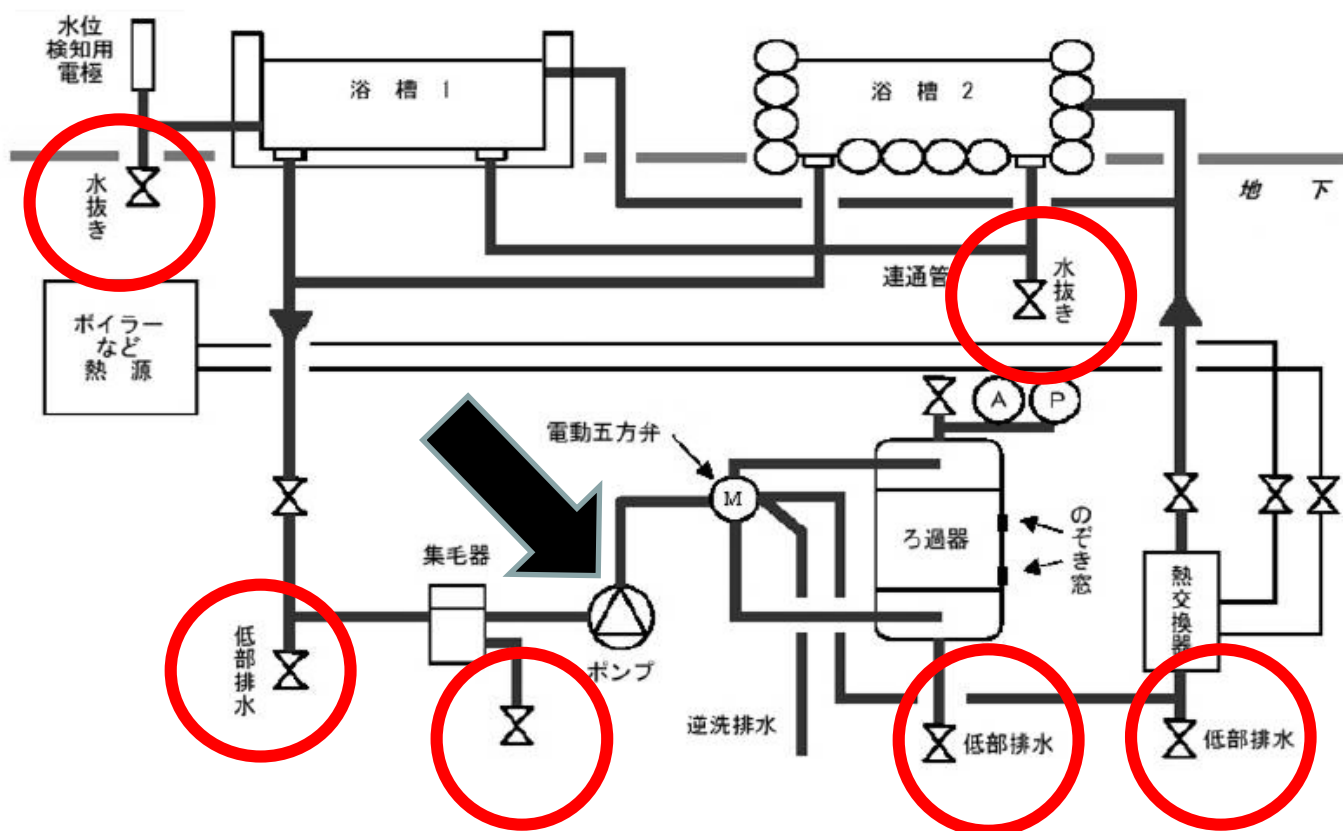 水位
検知用
電極
浴 槽 1
浴 槽 2
水抜き
地 下
連通管
水抜き
ボイラー
など
熱 源
電動五方弁
A
P
M
集毛器
ろ過器
のぞき窓
熱交換器
低部排水
ポンプ
逆洗排水
低部排水
低部排水